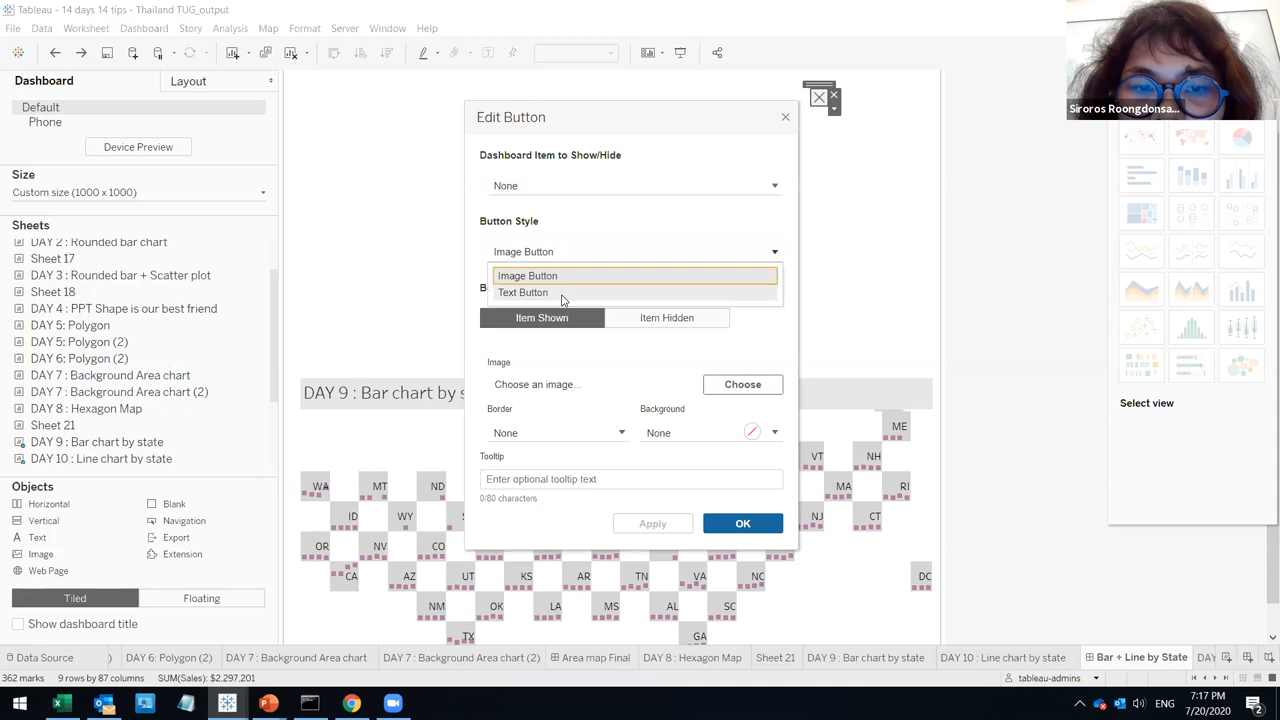 Tableau - 14 days 14 tips - Thailand TUG_output
File Data Worksheet Dashboard Story Analysis Map Format Server Window Help
Siroros Roongdonsa...
Dashboard
Layout
Default
Phone
Device Preview
Size
Custom size (1000 x 1000)
Sheets
DAY 2 : Rounded bar chart
Sheet 17
DAY 3 : Rounded bar + Scatter plot
Sheet 18
DAY 4 : PPT Shape is our best friend
DAY 5: Polygon
DAY 5: Polygon (2)
DAY 6: Polygon (2)
DAY 7 : Background Area chart
DAY 7 : Background Area chart (2)
DAY 8 : Hexagon Map
Sheet 21
DAY 9 : Bar chart by state
DAY 10 : Line chart by state
Objects
Horizontal
Blank
Vertical
Navigation
Text
Export
Image
Extension
Web Page
Tiled
Floating
Show dashboard title
Edit Button
Dashboard Item to Show/Hide
None
Button Style
Image Button
Image Button
Text Button
B
Item Shown
Item Hidden
Image
Choose an image...
Choose
Border
Background
None
None
Tooltip
Enter optional tooltip text
0/80 characters
Apply
OK
DAY 9 : Bar chart by s
ME
VT NH
WA MT ND MA RI
ID WY NJ CT
OR NV CO
CA AZ UT KS AR TN VA NC DC
NM OK LA MS AL SC
TX GA
Select view
Data Source
)
DAY 6: Polygon (2)
DAY 7 : Background Area chart
DAY 7 : Background Area chart (2)
Area map Final
DAY 8 : Hexagon Map
Sheet 21
DAY 9 : Bar chart by state
DAY 10 : Line chart by state
Bar + Line by State
DAY
362 marks
9 rows by 87 columns
SUM(Sales): $2,297,201
tableau-admins
ENG
7:17 PM
7/20/2020
2